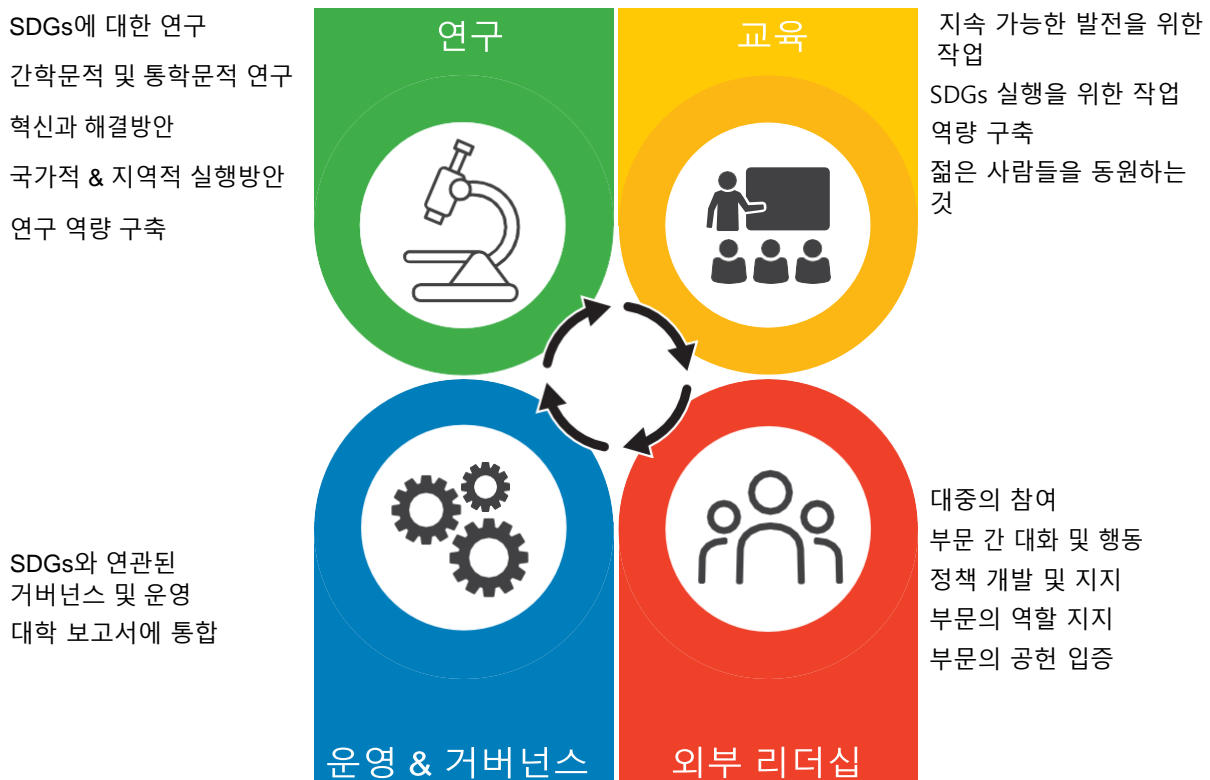 연구
SDGs에 대한 연구
간학문적 및 통학문적 연구
혁신과 해결방안
국가적 & 지역적 실행방안
연구 역량 구축
교육
지속 가능한 발전을 위한
작업
SDGs 실행을 위한 작업
역량 구축
젊은 사람들을 동원하는
것
SDGs와 연관된
거버넌스 및 운영
대학 보고서에 통합
운영 & 거버넌스
대중의 참여
부문 간 대화 및 행동
정책 개발 및 지지
부문의 역할 지지
부문의 공헌 입증
외부 리더십